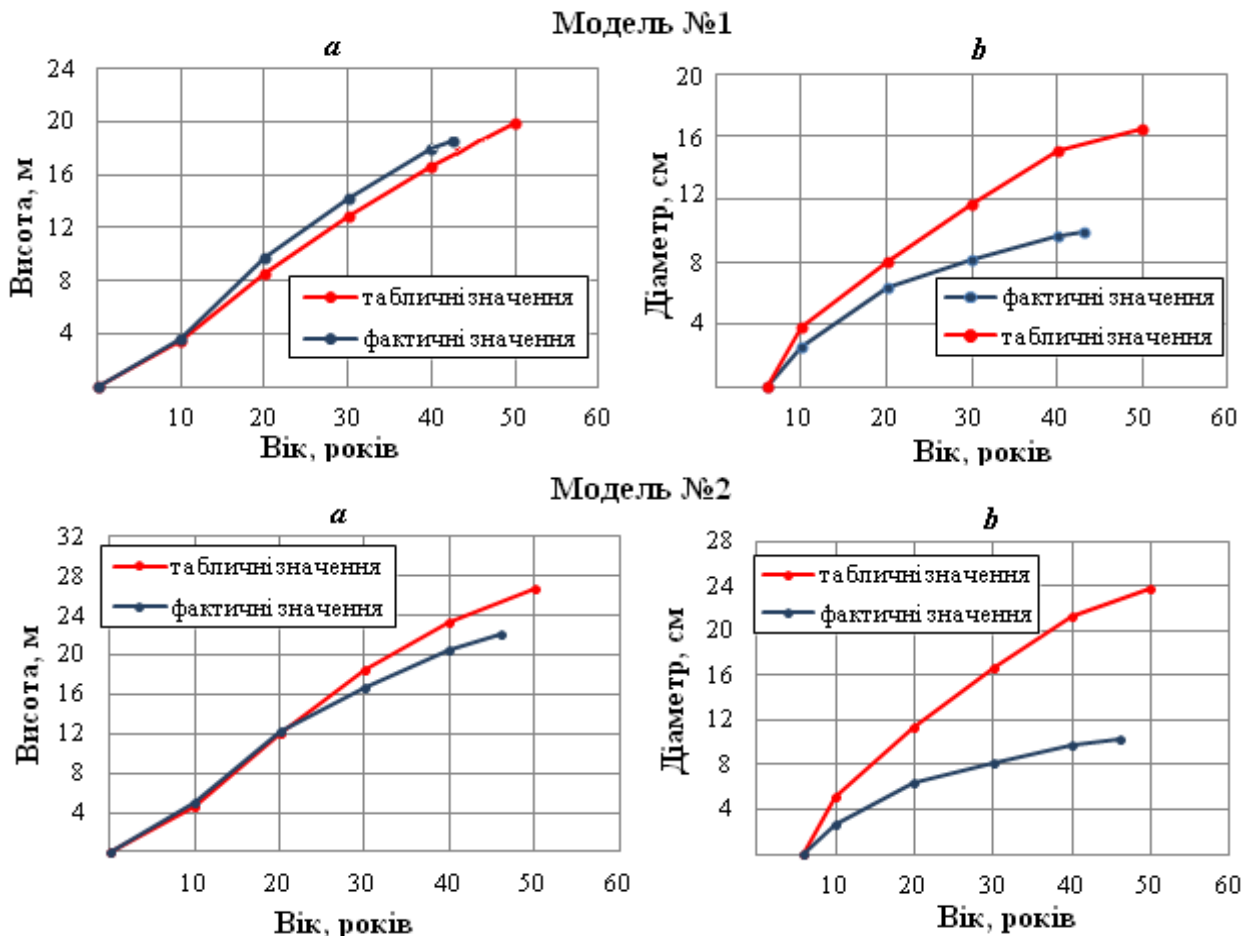 Модель №1
a
24
20
16
12
8
4
Висота, м
табличні значення
фактичні значення
10 20 30 40 50 60
Вік, років
b
20
16
12
8
4
Діаметр, см
фактичні значення
табличні значення
10 20 30 40 50 60
Вік, років
Модель №2
a
32
28
24
20
16
12
8
4
Висота, м
табличні значення
фактичні значення
10 20 30 40 50 60
Вік, років
b
28
24
20
16
12
8
4
Діаметр, см
табличні значення
фактичні значення
10 20 30 40 50 60
Вік, років